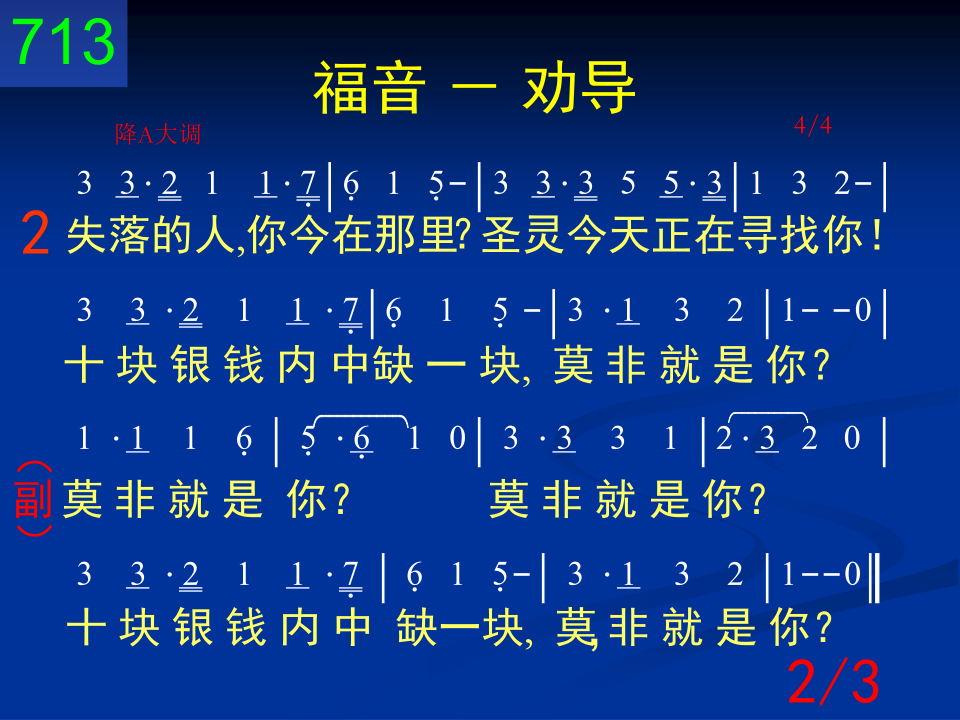 713
福音 － 劝导
降A大调 4/4
3 3·2 1 1·7|6 1 5-|3 3·3 5 5·3|1 3 2-|
2 失落的人,你今在那里?圣灵今天正在寻找你!
3 3·2 1 1·7|6 1 5-|3·1 3 2|1--0|
十块银钱内中缺一块, 莫非就是你?
1·1 1 6|5·6 1 0|3·3 3 1|2·3 2 0|
(副) 莫非就是你? 莫非就是你?
3 3·2 1 1·7|6 1 5-|3·1 3 2|1--0‖
十块银钱内中 缺一块, 莫,非就是你?
2/3